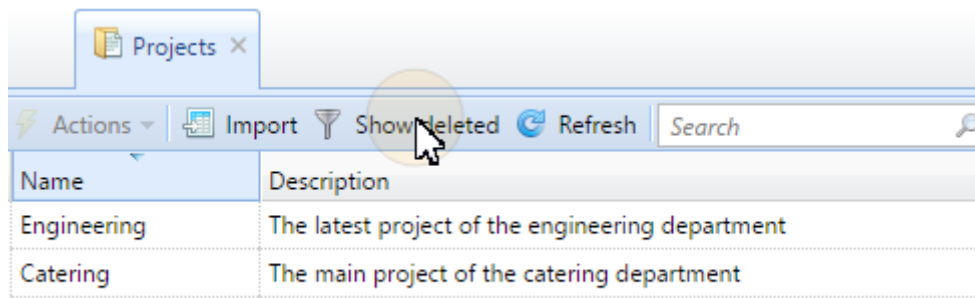 Projects
Actions Import Show deleted Refresh Search
Name Description
Engineering The latest project of the engineering department
Catering The main project of the catering department